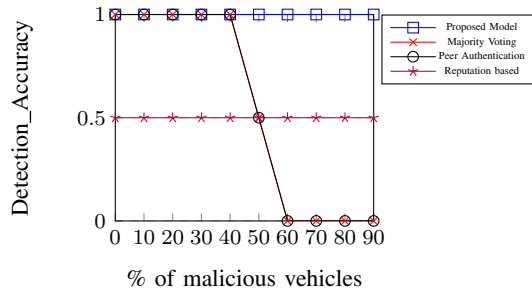 1
0.5
0
Detection_Accuracy
0 10 20 30 40 50 60 70 80 90
% of malicious vehicles
Proposed Model
Majority Voting
Peer Authentication
Reputation based